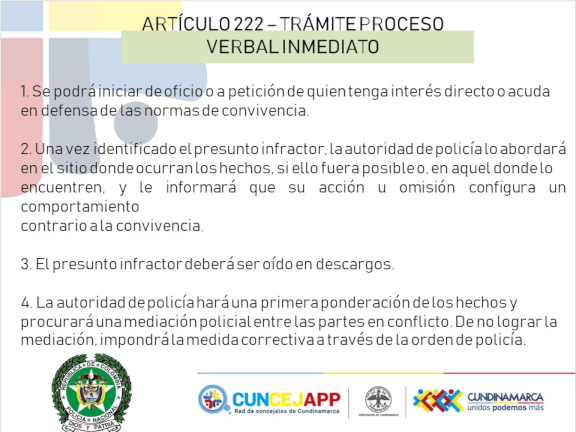 ARTÍCULO 222 – TRÁMITE PROCESO
VERBAL INMEDIATO
1. Se podrá iniciar de oficio o a petición de quien tenga interés directo o acuda
en defensa de las normas de convivencia.
2. Una vez identificado el presunto infractor, la autoridad de policía lo abordará
en el sitio donde ocurran los hechos, si ello fuera posible o, en aquel donde lo
encuentren, y le informará que su acción u omisión configura un
comportamiento
contrario a la convivencia.
3. El presunto infractor deberá ser oído en descargos.
4. La autoridad de policía hará una primera ponderación de los hechos y
procurará una mediación policial entre las partes en conflicto. De no lograr la
mediación, impondrá la medida correctiva a través de la orden de policía.
REPÚBLICA DE COLOMBIA
POLICÍA NACIONAL
DIOS Y PATRIA
CUNCEJAPP
Red de concejales de Cundinamarca
CUNDINAMARCA
unidos podemos más